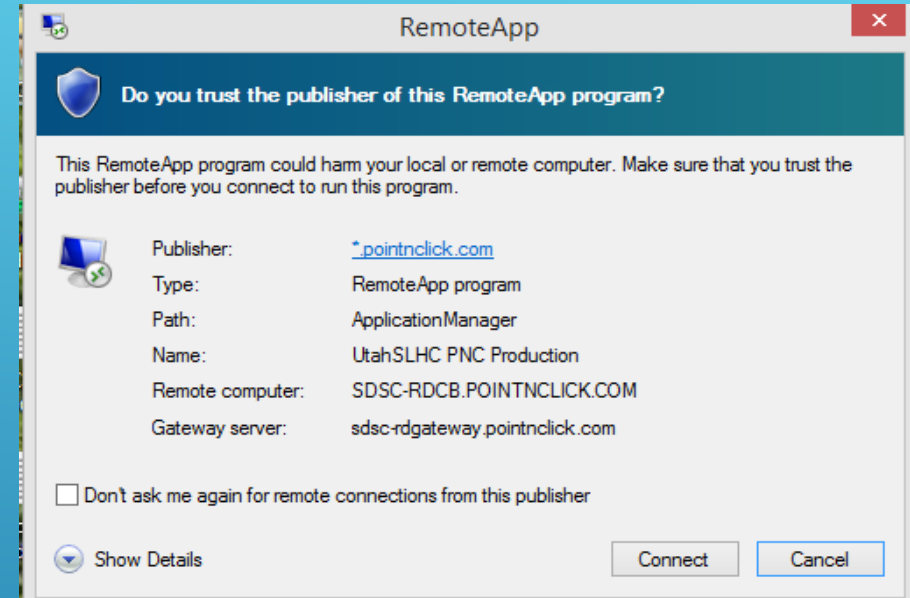 RemoteApp
Do you trust the publisher of this RemoteApp program?
This RemoteApp program could harm your local or remote computer. Make sure that you trust the
publisher before you connect to run this program.
Publisher: *.pointnclick.com
Type: RemoteApp program
Path: ApplicationManager
Name: UtahSLHC PNC Production
Remote computer: SDSC-RDCB.POINTNCLICK.COM
Gateway server: sdsc-rdgateway.pointnclick.com
Don't ask me again for remote connections from this publisher
Show Details Connect Cancel